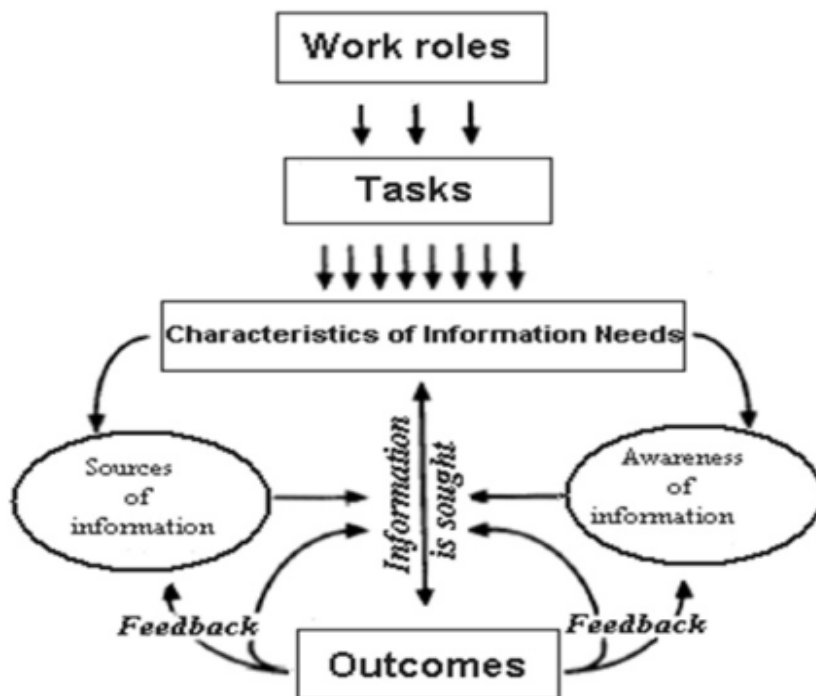 Work roles
Tasks
Characteristics of Information Needs
Sources
of
information
Information
is sought
Awareness
of
information
Feedback
Feedback
Outcomes